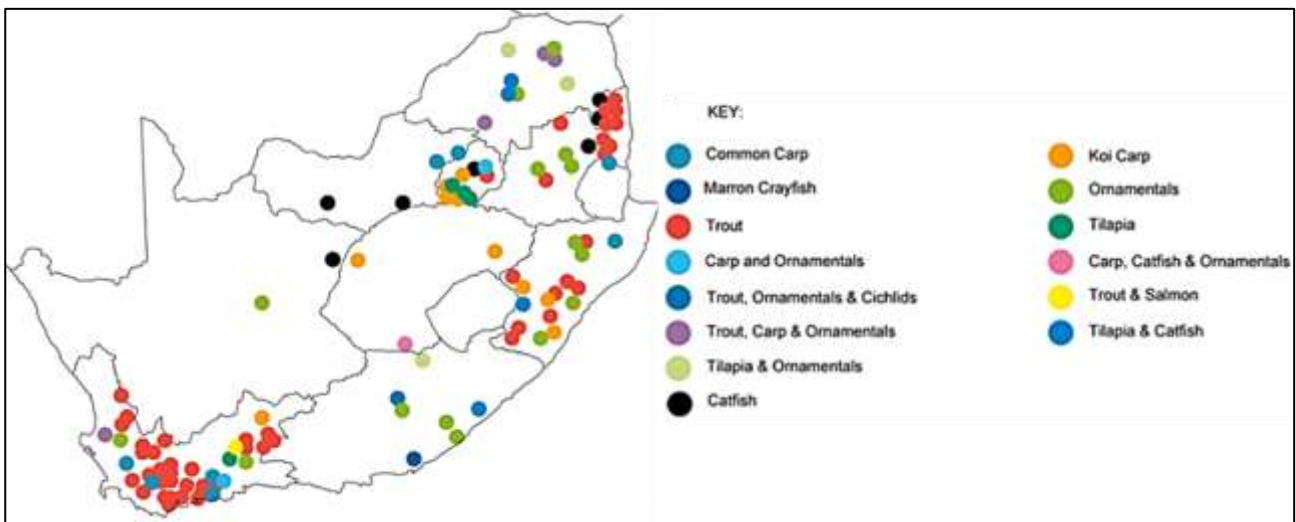 KEY:
Common Carp
Marron Crayfish
Trout
Carp and Ornamentals
Trout, Ornamentals & Cichlids
Trout, Carp & Ornamentals
Tilapia & Ornamentals
Catfish
Koi Carp
Ornamentals
Tilapia
Carp, Catfish & Ornamentals
Trout & Salmon
Tilapia & Catfish